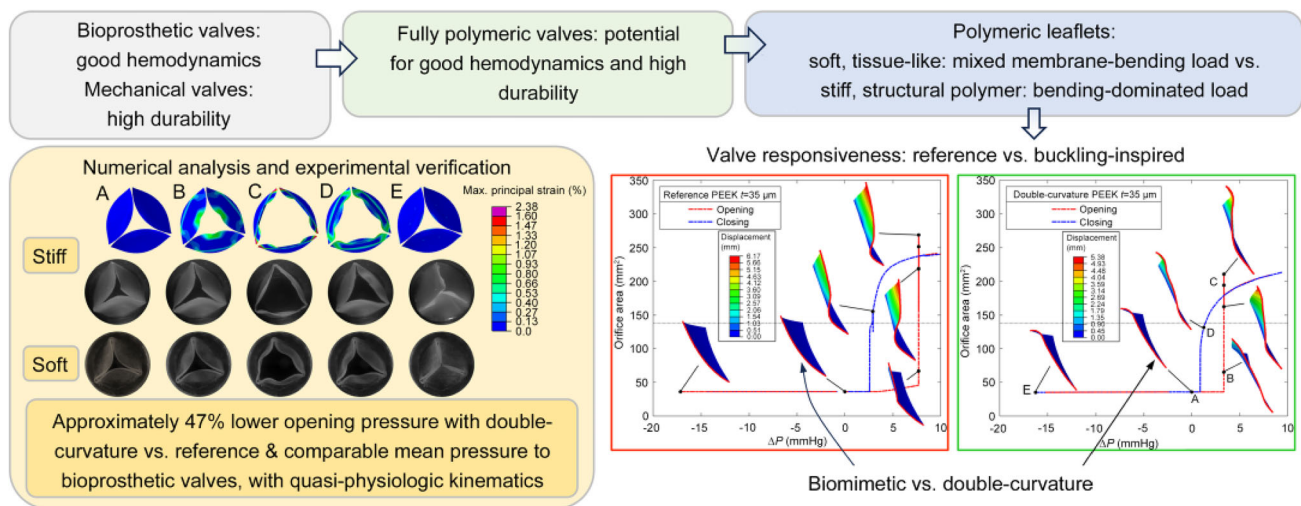 Bioprosthetic valves:
good hemodynamics
Mechanical valves:
high durability
Fully polymeric valves: potential
for good hemodynamics and high
durability
Polymeric leaflets:
soft, tissue-like: mixed membrane-bending load vs.
stiff, structural polymer: bending-dominated load
Numerical analysis and experimental verification
A B C D E
Max. principal strain (%)
2.38
1.60
1.47
1.33
1.20
1.07
0.93
0.80
0.66
0.53
0.40
0.27
0.13
0.0
Stiff
Soft
Approximately 47% lower opening pressure with double-
curvature vs. reference & comparable mean pressure to
bioprosthetic valves, with quasi-physiologic kinematics
Valve responsiveness: reference vs. buckling-inspired
Reference PEEK t=35 μm
Opening
Closing
Displacement
(mm)
6.17
5.66
5.15
4.63
4.12
3.60
3.09
2.57
2.06
1.54
1.03
0.51
0.00
Orifice area (mm²)
350
300
250
200
150
100
50
0
-20 -15 -10 -5 0 5 10
ΔP (mmHg)
Double-curvature PEEK t=35 μm
Opening
Closing
Displacement
(mm)
5.38
4.93
4.48
4.04
3.59
3.14
2.69
2.24
1.79
1.35
0.90
0.45
0.00
Orifice area (mm²)
350
300
250
200
150
100
50
0
C
D
B
A
E
-20 -15 -10 -5 0 5 10
ΔP (mmHg)
Biomimetic vs. double-curvature